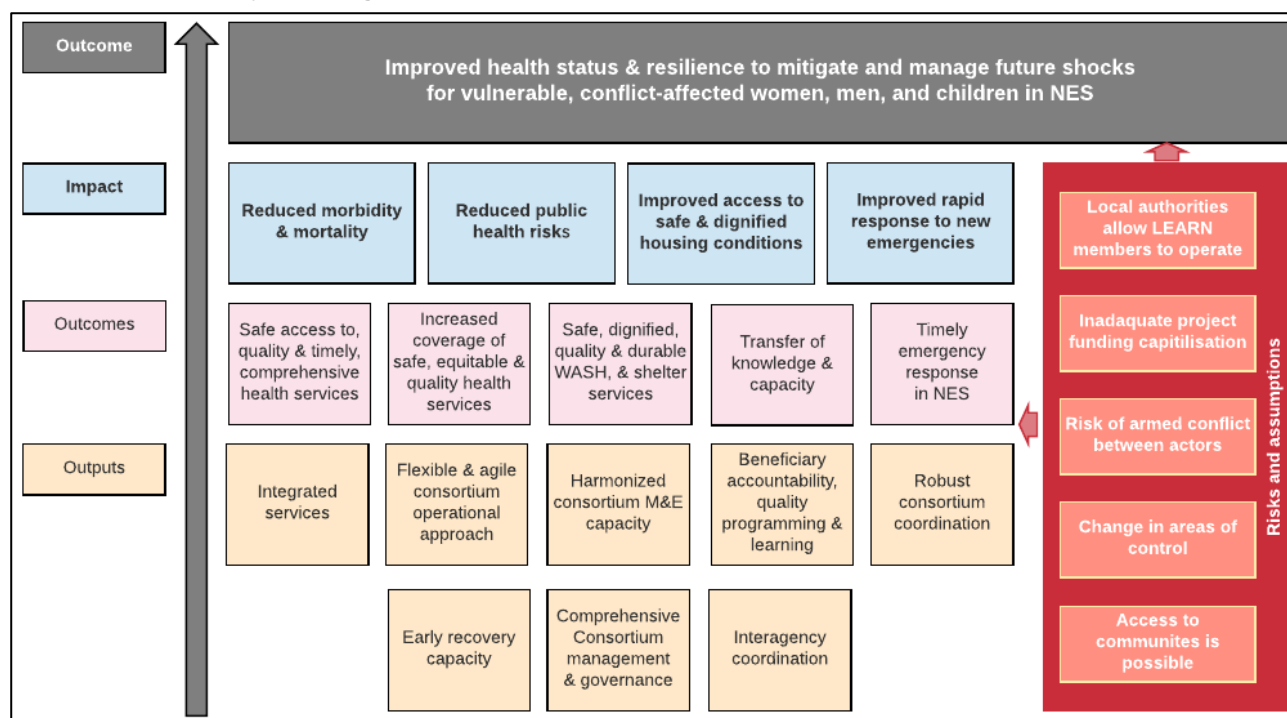 Outcome
Improved health status & resilience to mitigate and manage future shocks
for vulnerable, conflict-affected women, men, and children in NES
Impact
Reduced morbidity
& mortality
Reduced public
health risks
Improved access to
safe & dignified
housing conditions
Improved rapid
response to new
emergencies
Outcomes
Safe access to,
quality & timely,
comprehensive
health services
Increased
coverage of
safe, equitable &
quality health
services
Safe, dignified,
quality & durable
WASH, & shelter
services
Transfer of
knowledge &
capacity
Timely
emergency
response
in NES
Outputs
Integrated
services
Flexible & agile
consortium
operational
approach
Harmonized
consortium M&E
capacity
Beneficiary
accountability,
quality
programming &
learning
Robust
consortium
coordination
Early recovery
capacity
Comprehensive
Consortium
management
& governance
Interagency
coordination
Local authorities
allow LEARN
members to operate
Inadaquate project
funding capitilisation
Risk of armed conflict
between actors
Change in areas of
control
Access to
communites is
possible
Risks and assumptions